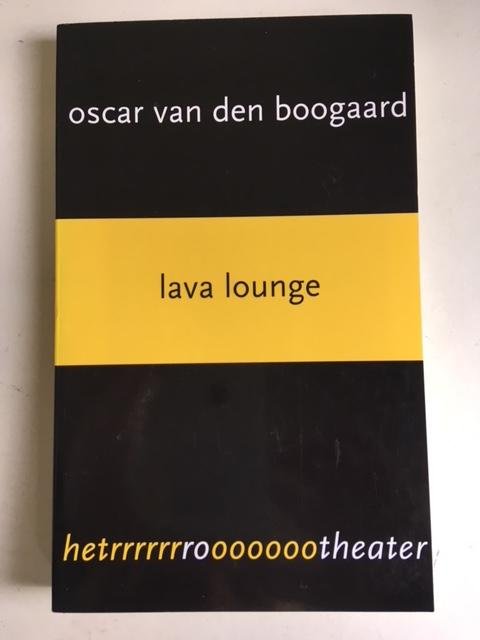 oscar van den boogaard
lava lounge
hetrrrrrrroooooootheater